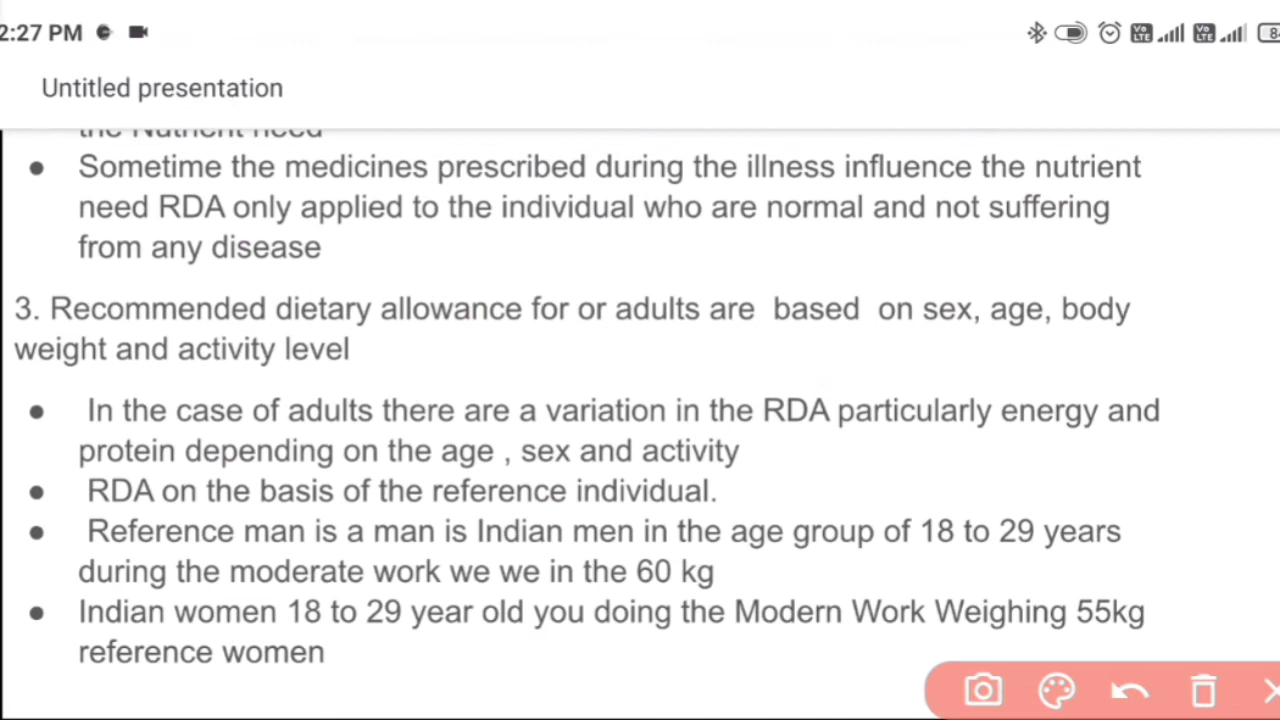 2:27 PM
Untitled presentation
the Nutrient need
● Sometime the medicines prescribed during the illness influence the nutrient
need RDA only applied to the individual who are normal and not suffering
from any disease
3. Recommended dietary allowance for or adults are based on sex, age, body
weight and activity level
● In the case of adults there are a variation in the RDA particularly energy and
protein depending on the age , sex and activity
● RDA on the basis of the reference individual.
● Reference man is a man is Indian men in the age group of 18 to 29 years
during the moderate work we we in the 60 kg
● Indian women 18 to 29 year old you doing the Modern Work Weighing 55kg
reference women